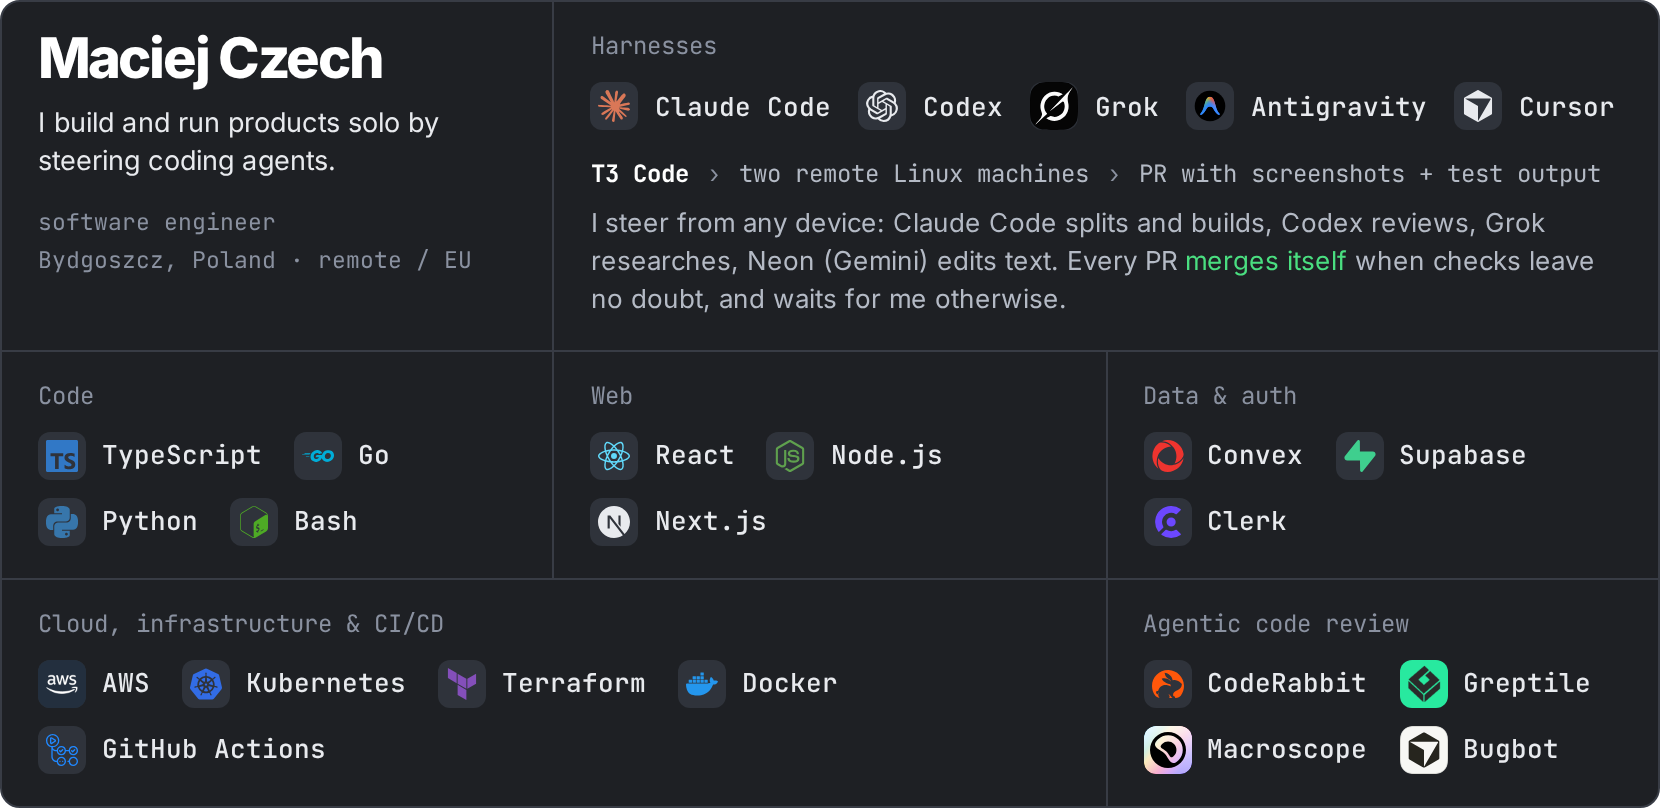 Maciej Czech
I build and run products solo by
steering coding agents.
software engineer
Bydgoszcz, Poland · remote / EU
Harnesses
Claude Code Codex Grok Antigravity Cursor
T3 Code › two remote Linux machines › PR with screenshots + test output
I steer from any device: Claude Code splits and builds, Codex reviews, Grok
researches, Neon (Gemini) edits text. Every PR merges itself when checks leave
no doubt, and waits for me otherwise.
Code
TS TypeScript GO Go
Python Bash
Web
React JS Node.js
N Next.js
Data & auth
Convex Supabase
Clerk
Cloud, infrastructure & CI/CD
aws AWS Kubernetes Terraform Docker
GitHub Actions
Agentic code review
CodeRabbit Greptile
Macroscope Bugbot